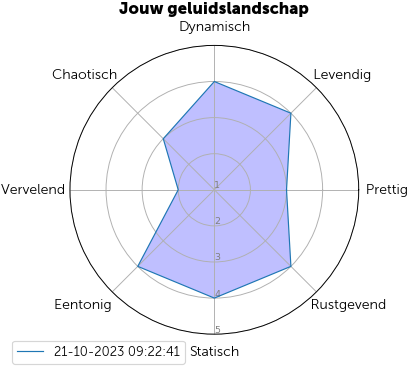 Jouw geluidslandschap
Dynamisch
Chaotisch
Levendig
Vervelend
Prettig
1
2
3
4
5
Eentonig
Rustgevend
Statisch
21-10-2023 09:22:41